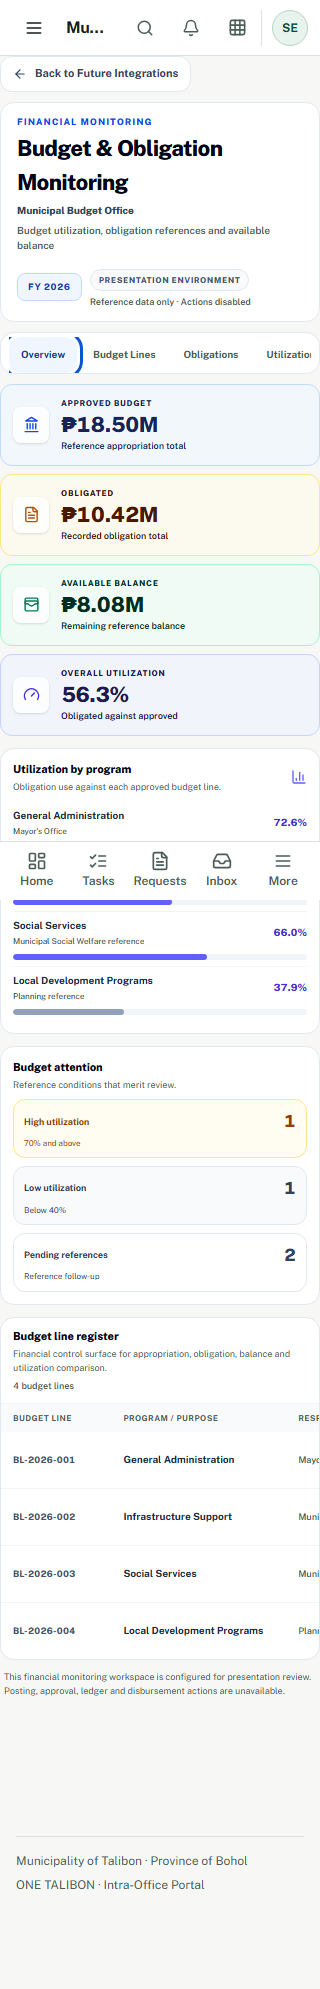 Mu...
SE
Back to Future Integrations
FINANCIAL MONITORING
Budget & Obligation
Monitoring
Municipal Budget Office
Budget utilization, obligation references and available
balance
FY 2026
PRESENTATION ENVIRONMENT
Reference data only · Actions disabled
Overview
Budget Lines
Obligations
APPROVED BUDGET
₱18.50M
Reference appropriation total
OBLIGATED
₱10.42M
Recorded obligation total
AVAILABLE BALANCE
₱8.08M
Remaining reference balance
OVERALL UTILIZATION
56.3%
Obligated against approved
Utilization by program
Obligation use against each approved budget line.
General Administration
72.6%
Mayor's Office
Home
Tasks
Requests
Inbox
More
Social Services
66.0%
Municipal Social Welfare reference
Local Development Programs
37.9%
Planning reference
Budget attention
Reference conditions that merit review.
High utilization
1
70% and above
Low utilization
1
Below 40%
Pending references
2
Reference follow-up
Budget line register
Financial control surface for appropriation, obligation, balance and
utilization comparison.
4 budget lines
BUDGET LINE PROGRAM / PURPOSE
BL-2026-001 General Administration
BL-2026-002 Infrastructure Support
BL-2026-003 Social Services
BL-2026-004 Local Development Programs
This financial monitoring workspace is configured for presentation review.
Posting, approval, ledger and disbursement actions are unavailable.
Municipality of Talibon · Province of Bohol
ONE TALIBON · Intra-Office Portal